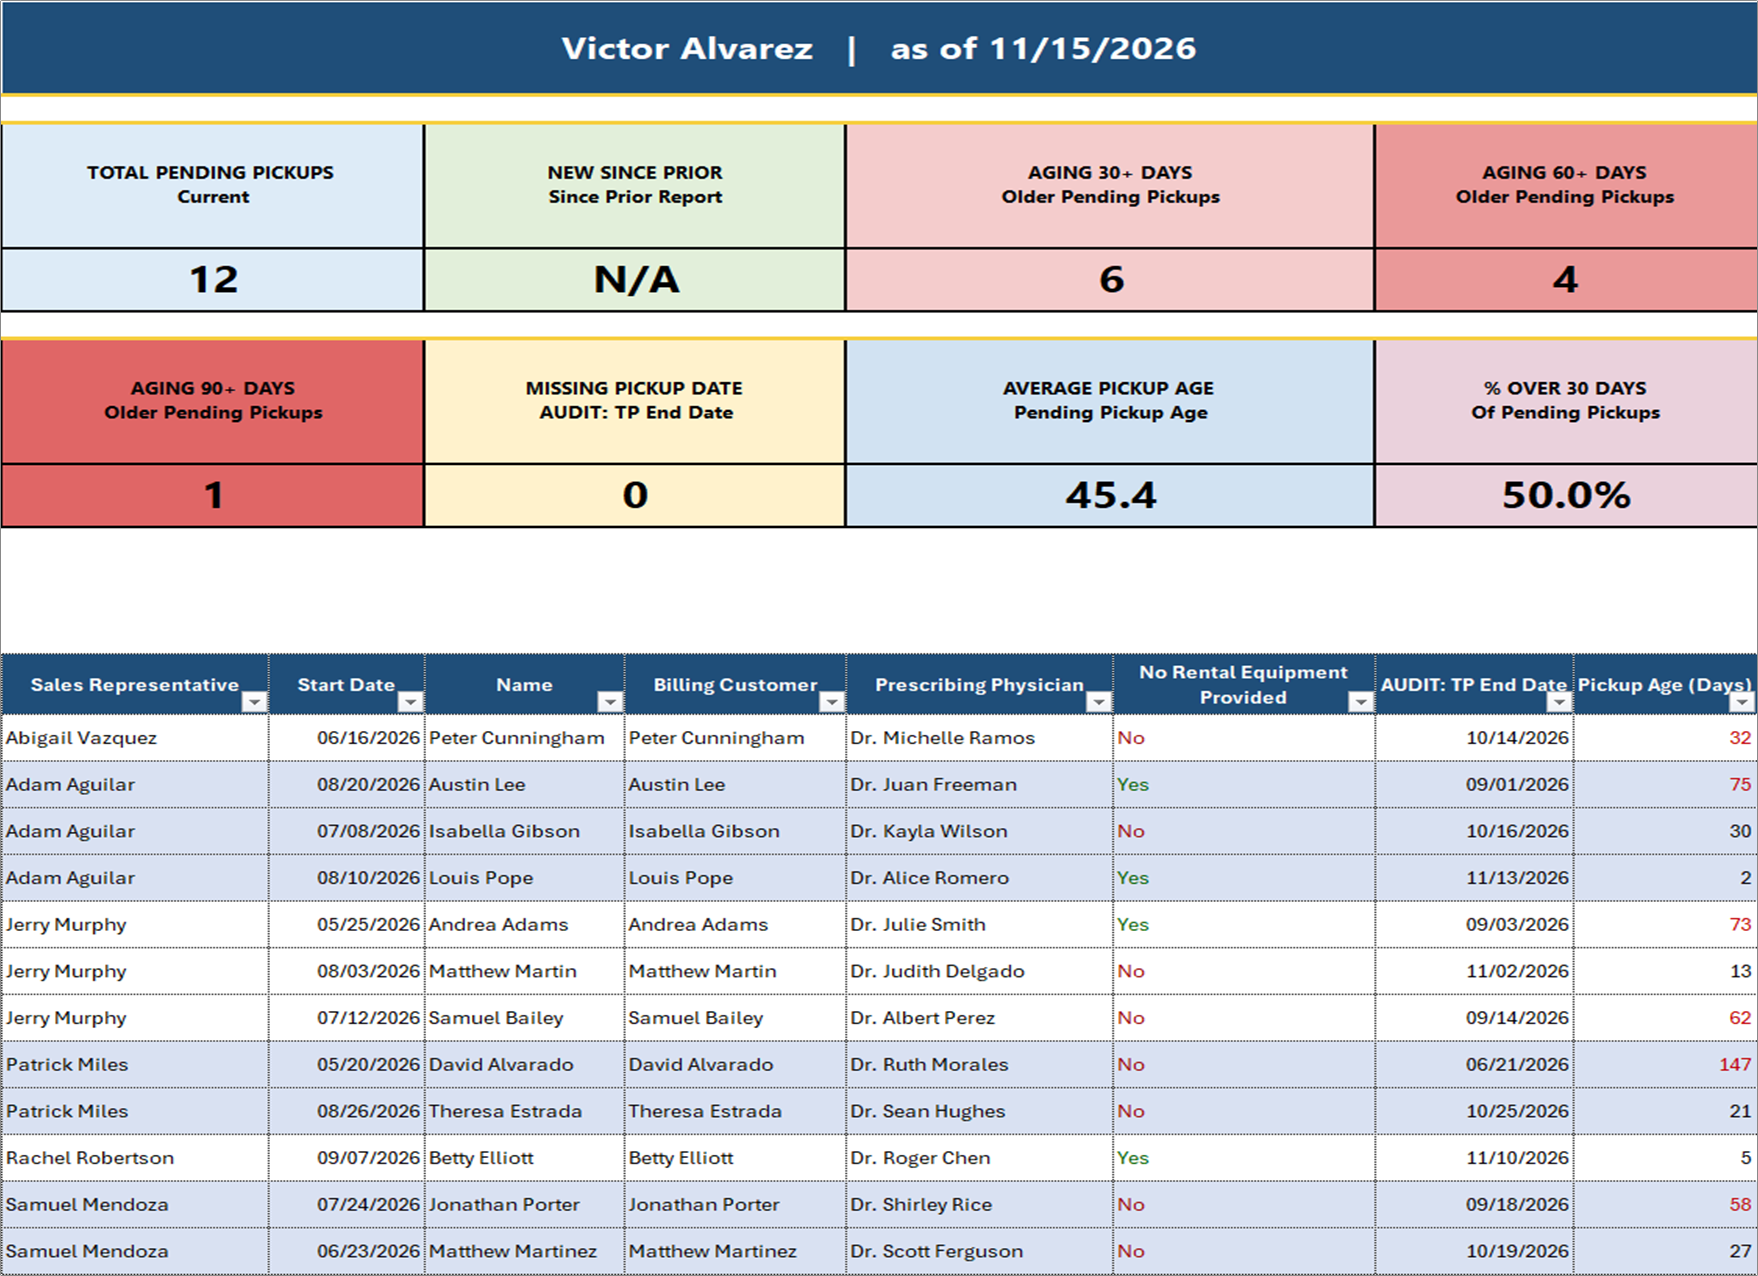 Victor Alvarez | as of 11/15/2026
TOTAL PENDING PICKUPS
Current
NEW SINCE PRIOR
Since Prior Report
AGING 30+ DAYS
Older Pending Pickups
AGING 60+ DAYS
Older Pending Pickups
12
N/A
6
4
AGING 90+ DAYS
Older Pending Pickups
MISSING PICKUP DATE
AUDIT: TP End Date
AVERAGE PICKUP AGE
Pending Pickup Age
% OVER 30 DAYS
Of Pending Pickups
1
0
45.4
50.0%
Sales Representative Start Date Name Billing Customer Prescribing Physician No Rental Equipment Provided AUDIT: TP End Date Pickup Age (Days)
Abigail Vazquez 06/16/2026 Peter Cunningham Peter Cunningham Dr. Michelle Ramos No 10/14/2026 32
Adam Aguilar 08/20/2026 Austin Lee Austin Lee Dr. Juan Freeman Yes 09/01/2026 75
Adam Aguilar 07/08/2026 Isabella Gibson Isabella Gibson Dr. Kayla Wilson No 10/16/2026 30
Adam Aguilar 08/10/2026 Louis Pope Louis Pope Dr. Alice Romero Yes 11/13/2026 2
Jerry Murphy 05/25/2026 Andrea Adams Andrea Adams Dr. Julie Smith Yes 09/03/2026 73
Jerry Murphy 08/03/2026 Matthew Martin Matthew Martin Dr. Judith Delgado No 11/02/2026 13
Jerry Murphy 07/12/2026 Samuel Bailey Samuel Bailey Dr. Albert Perez No 09/14/2026 62
Patrick Miles 05/20/2026 David Alvarado David Alvarado Dr. Ruth Morales No 06/21/2026 147
Patrick Miles 08/26/2026 Theresa Estrada Theresa Estrada Dr. Sean Hughes No 10/25/2026 21
Rachel Robertson 09/07/2026 Betty Elliott Betty Elliott Dr. Roger Chen Yes 11/10/2026 5
Samuel Mendoza 07/24/2026 Jonathan Porter Jonathan Porter Dr. Shirley Rice No 09/18/2026 58
Samuel Mendoza 06/23/2026 Matthew Martinez Matthew Martinez Dr. Scott Ferguson No 10/19/2026 27